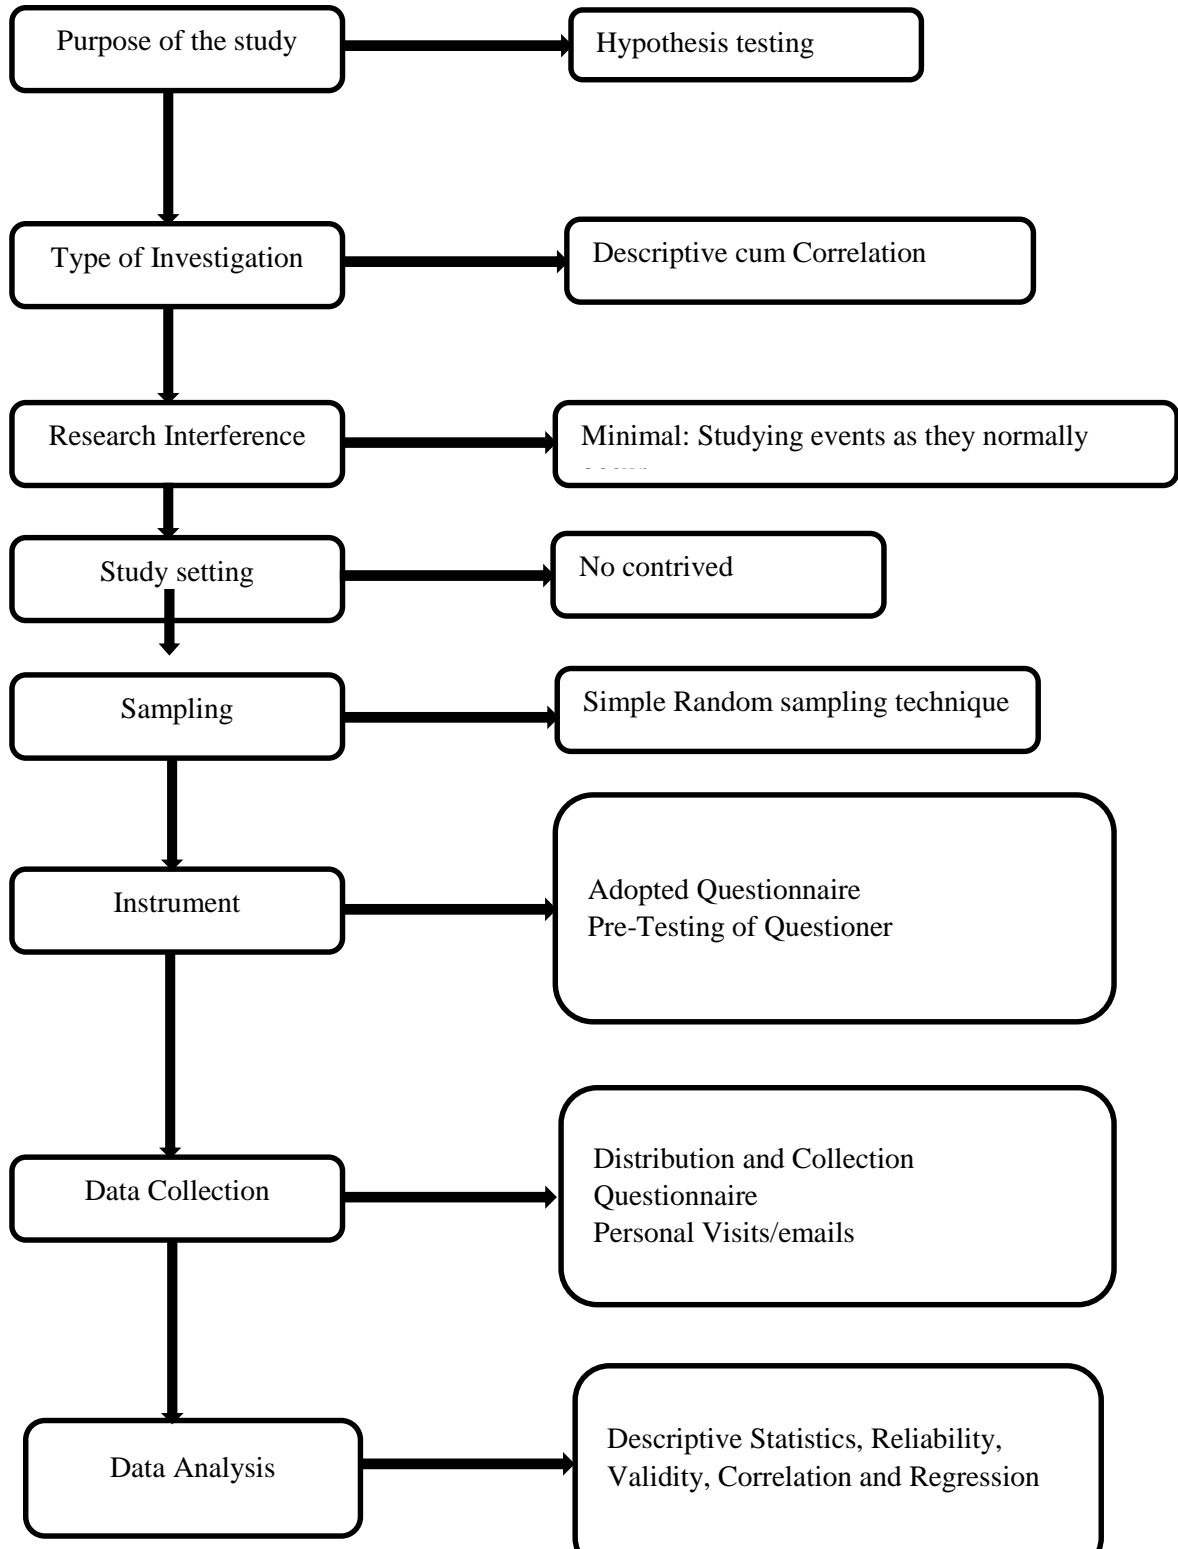 Purpose of the study
Hypothesis testing
Type of Investigation
Descriptive cum Correlation
Research Interference
Minimal: Studying events as they normally
Study setting
No contrived
Sampling
Simple Random sampling technique
Instrument
Adopted Questionnaire
Pre-Testing of Questioner
Data Collection
Distribution and Collection
Questionnaire
Personal Visits/emails
Data Analysis
Descriptive Statistics, Reliability,
Validity, Correlation and Regression